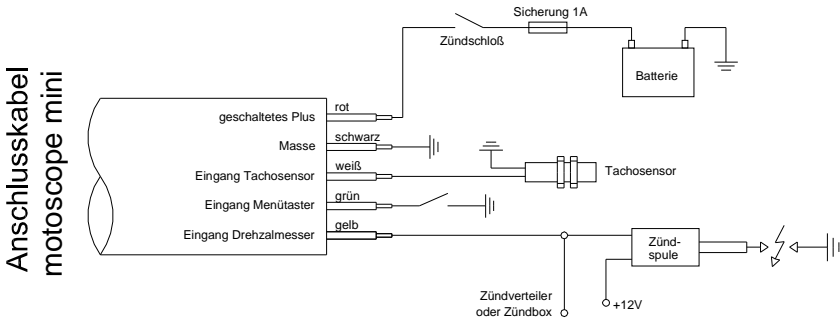 Anschlusskabel
motoscope mini
Sicherung 1A
Zündschloß
Batterie
geschaltetes Plus
rot
Masse
schwarz
Eingang Tachosensor
weiß
Tachosensor
Eingang Menütaster
grün
Eingang Drehzalmesser
gelb
Zünd-
spule
Zündverteiler
oder Zündbox
+12V